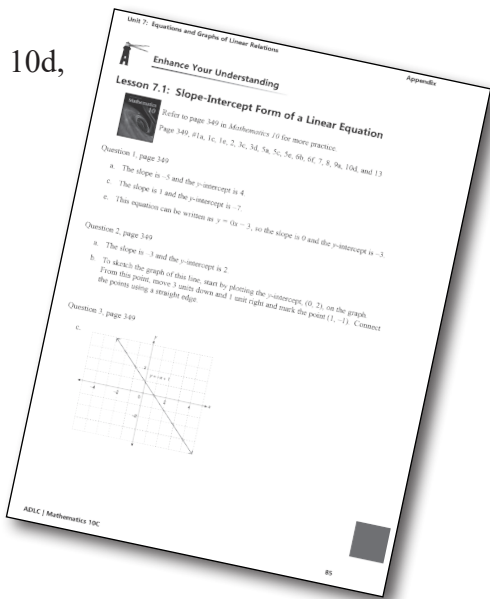 10d,
Unit 7: Equations and Graphs of Linear Relations
Appendix
Enhance Your Understanding
Lesson 7.1: Slope-Intercept Form of a Linear Equation
Mathematics 10
Refer to page 349 in Mathematics 10 for more practice.
Page 349, #1a, 1c, 1e, 2, 3c, 3d, 5a, 5c, 5e, 6b, 6f, 7, 8, 9a, 10d, and 13
Question 1, page 349
a. The slope is –5 and the y-intercept is 4.
c. The slope is 1 and the y-intercept is –7.
e. This equation can be written as y = 0x – 3, so the slope is 0 and the y-intercept is –3.
Question 2, page 349
a. The slope is –3 and the y-intercept is 2.
b. To sketch the graph of this line, start by plotting the y-intercept, (0, 2), on the graph.
From this point, move 3 units down and 1 unit right and mark the point (1, –1). Connect
the points using a straight edge.
Question 3, page 349
c.
ADLC | Mathematics 10C
85